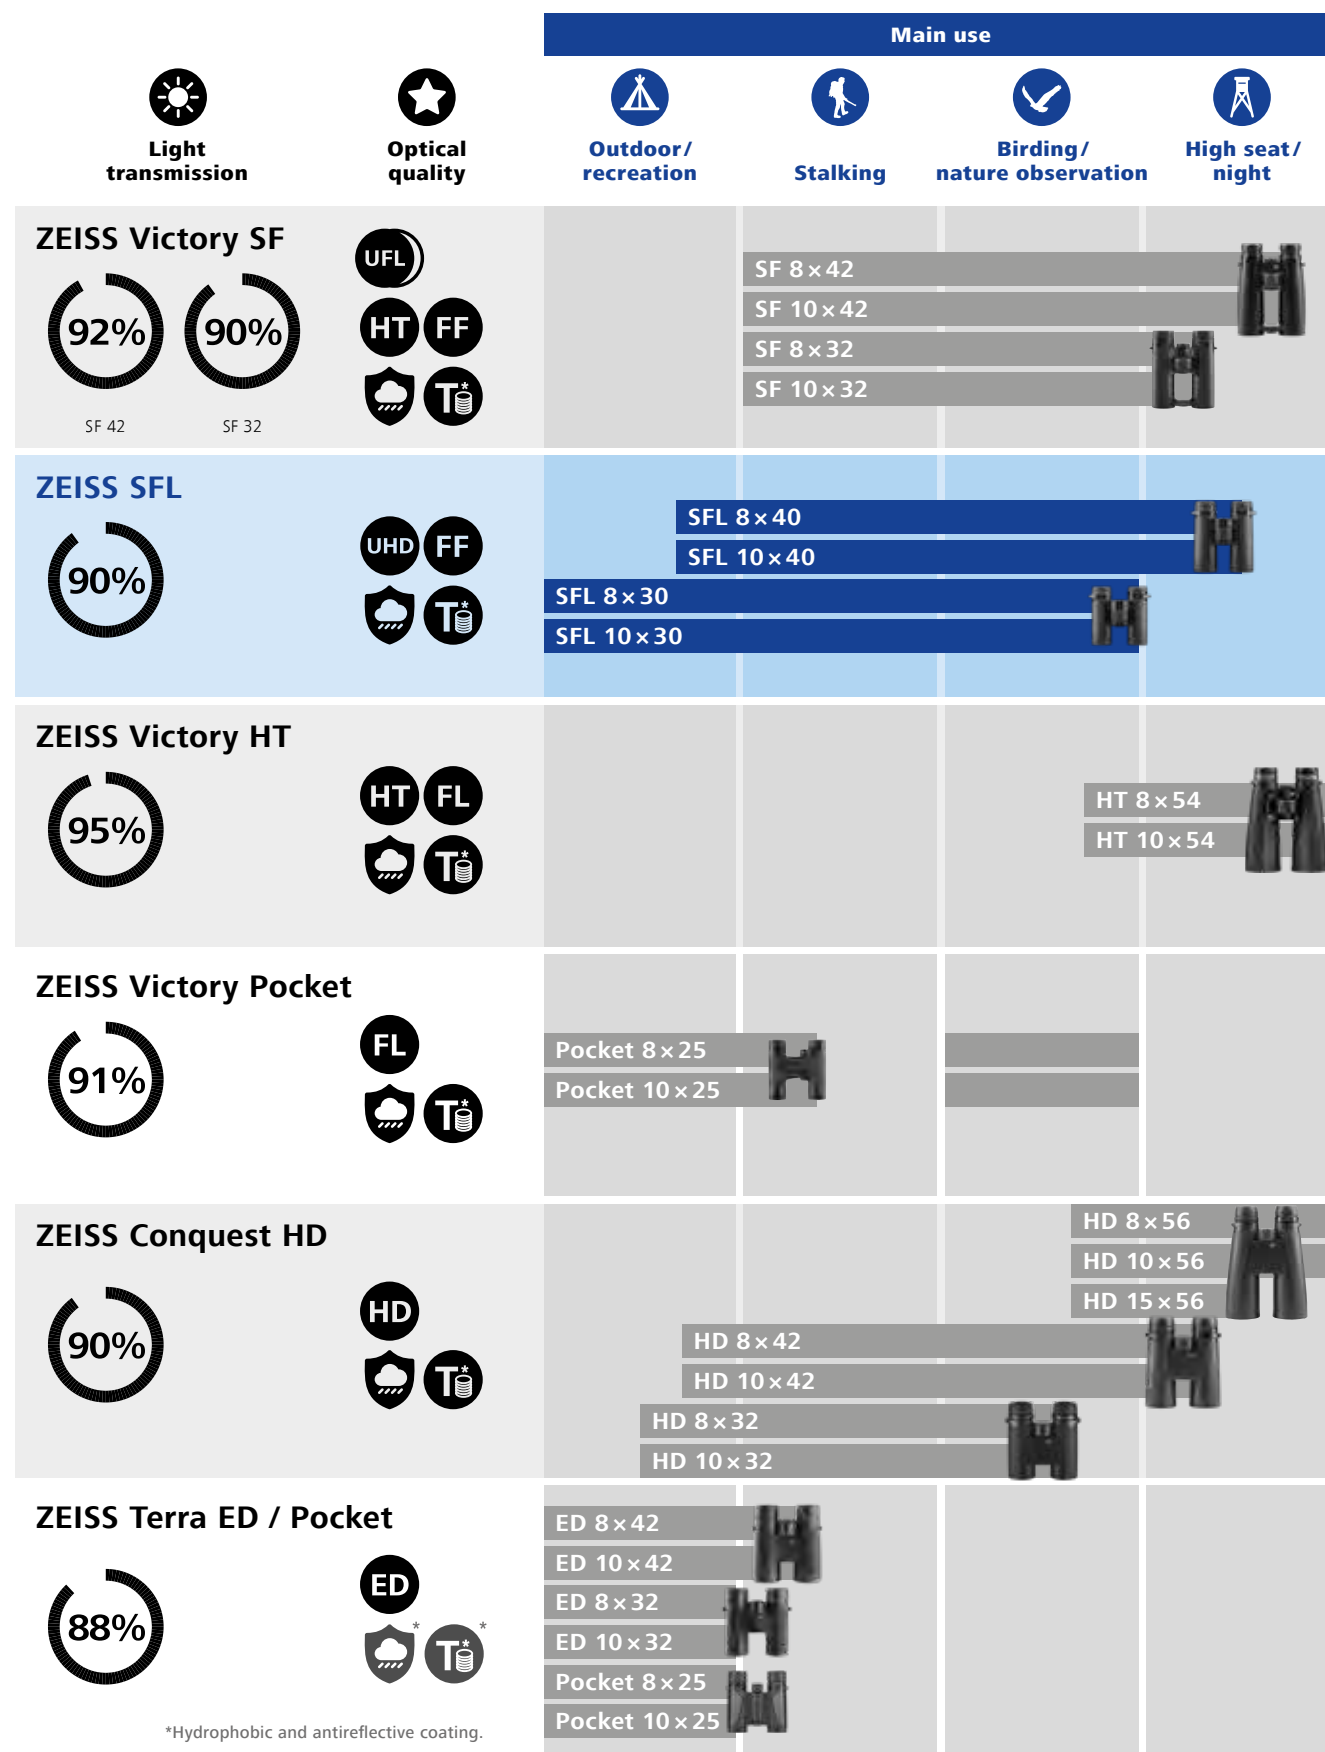 Main use
Light
transmission
Optical
quality
Outdoor/
recreation
Stalking
Birding/
nature observation
High seat/
night
ZEISS Victory SF
92%
90%
SF 42
SF 32
UFL
HT FF
T*
SF 8×42
SF 10×42
SF 8×32
SF 10×32
ZEISS SFL
90%
UHD FF
T*
SFL 8×40
SFL 10×40
SFL 8×30
SFL 10×30
ZEISS Victory HT
95%
HT FL
T*
HT 8×54
HT 10×54
ZEISS Victory Pocket
91%
FL
T*
Pocket 8×25
Pocket 10×25
ZEISS Conquest HD
90%
HD
T*
HD 8×56
HD 10×56
HD 15×56
HD 8×42
HD 10×42
HD 8×32
HD 10×32
ZEISS Terra ED / Pocket
88%
ED
* T* *
*Hydrophobic and antireflective coating.
ED 8×42
ED 10×42
ED 8×32
ED 10×32
Pocket 8×25
Pocket 10×25